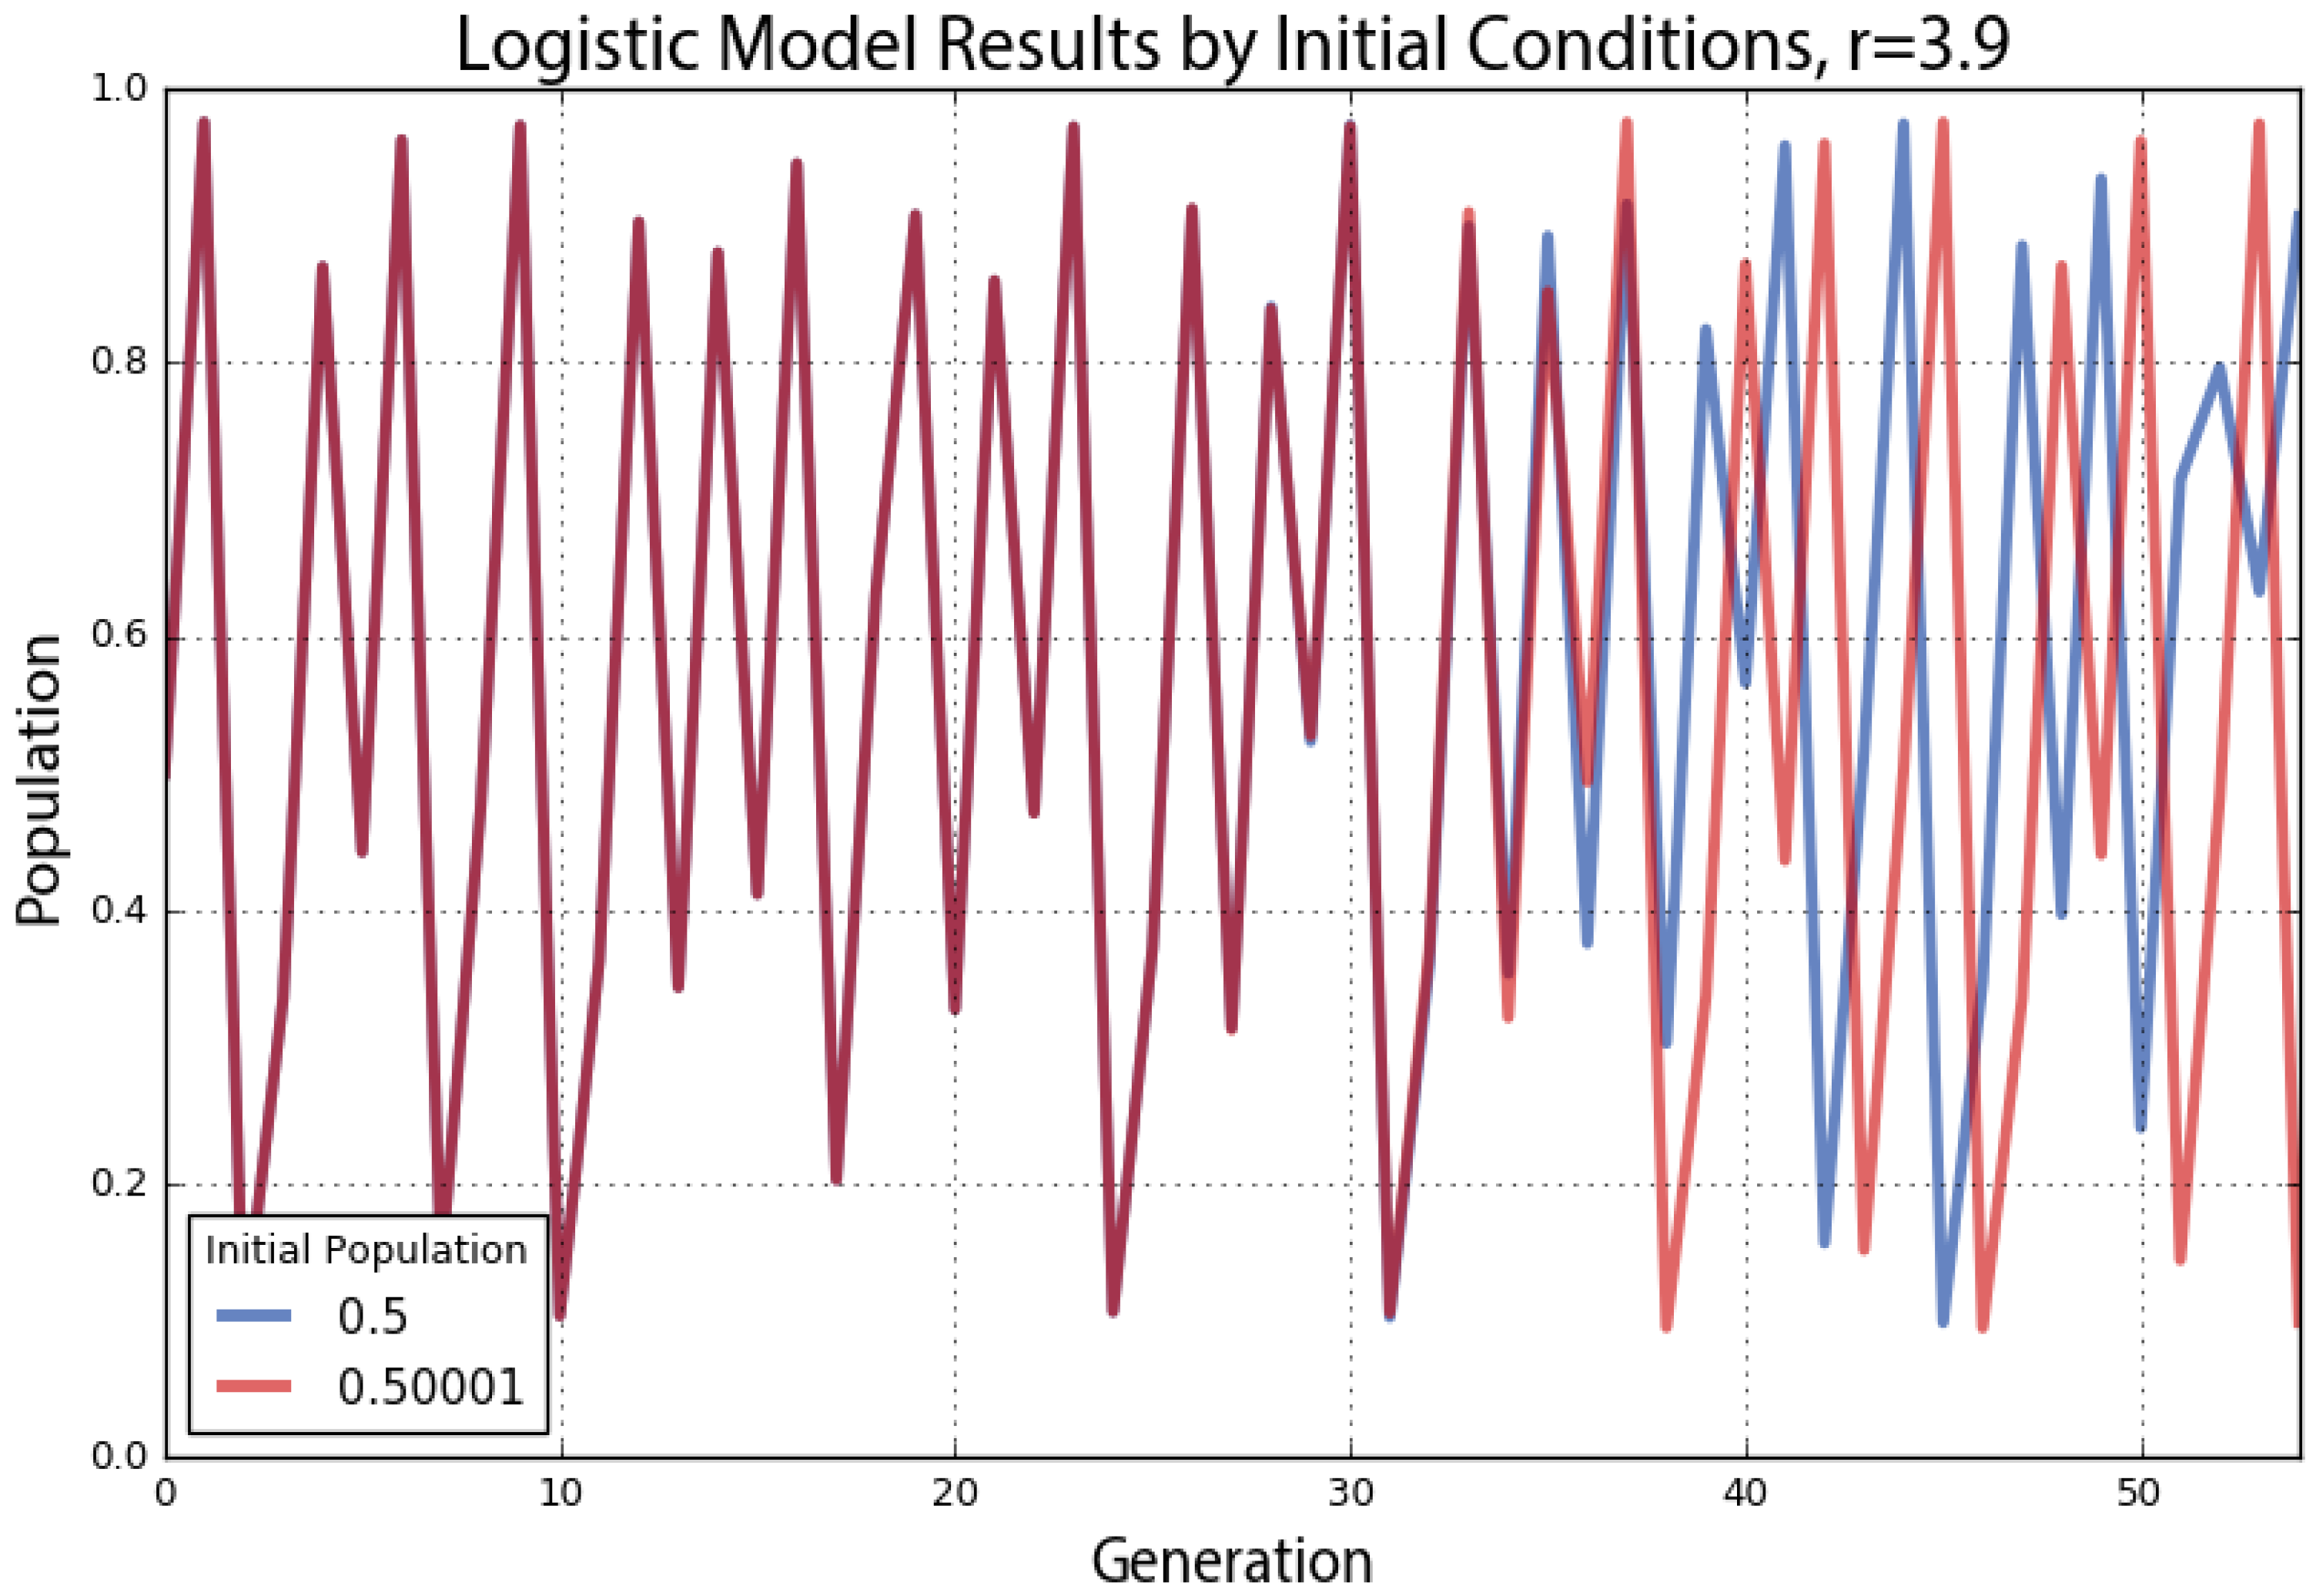 Logistic Model Results by Initial Conditions, r=3.9
1.0
0.8
0.6
0.4
0.2
0.0
Population
Initial Population
0.5
0.50001
0 10 20 30 40 50
Generation